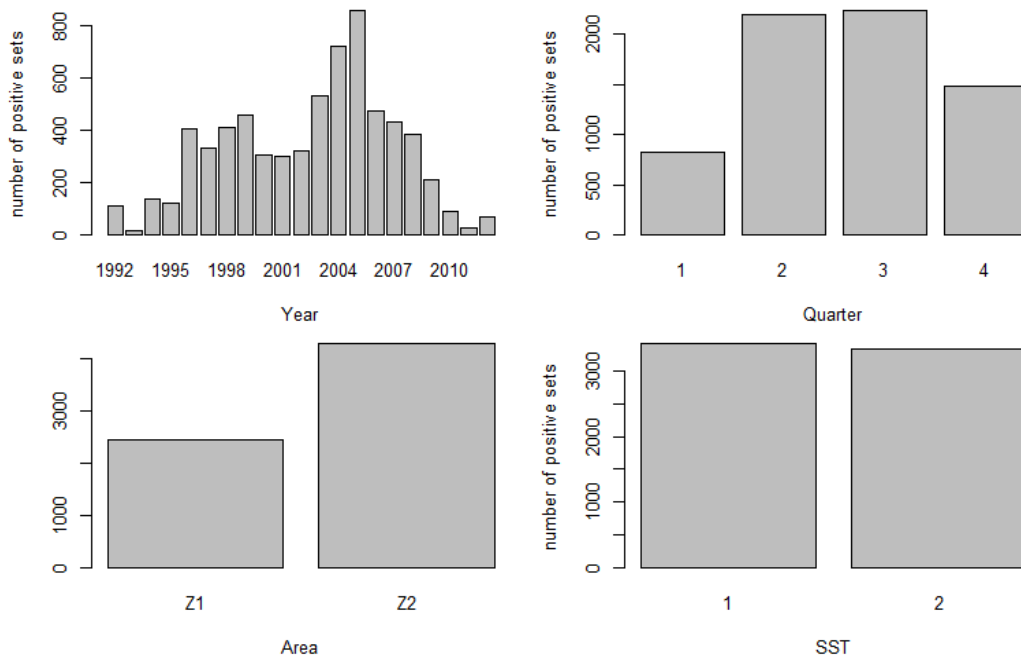 number of positive sets
0 200 400 600 800
1992 1995 1998 2001 2004 2007 2010
Year
number of positive sets
0 500 1000 2000
1 2 3 4
Quarter
0 1000 3000
Z1 Z2
Area
number of positive sets
0 1000 2000 3000
1 2
SST